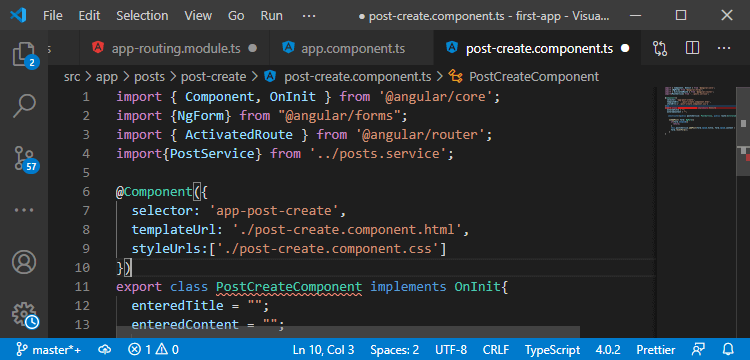 File Edit Selection View Go Run ... ● post-create.component.ts - first-app - Visua...
s app-routing.module.ts ● app.component.ts post-create.component.ts ●
src > app > posts > post-create > post-create.component.ts > PostCreateComponent
1 import { Component, OnInit } from '@angular/core';
2 import {NgForm} from "@angular/forms";
3 import { ActivatedRoute } from '@angular/router';
4 import{PostService} from '../posts.service';
5
6 @Component({
7 selector: 'app-post-create',
8 templateUrl: './post-create.component.html',
9 styleUrls:['./post-create.component.css']
10 })
11 export class PostCreateComponent implements OnInit{
12 enteredTitle = "";
13 enteredContent = "";
2
57
master*+ 1 0 Ln 10, Col 3 Spaces: 2 UTF-8 CRLF TypeScript 4.0.2 Prettier